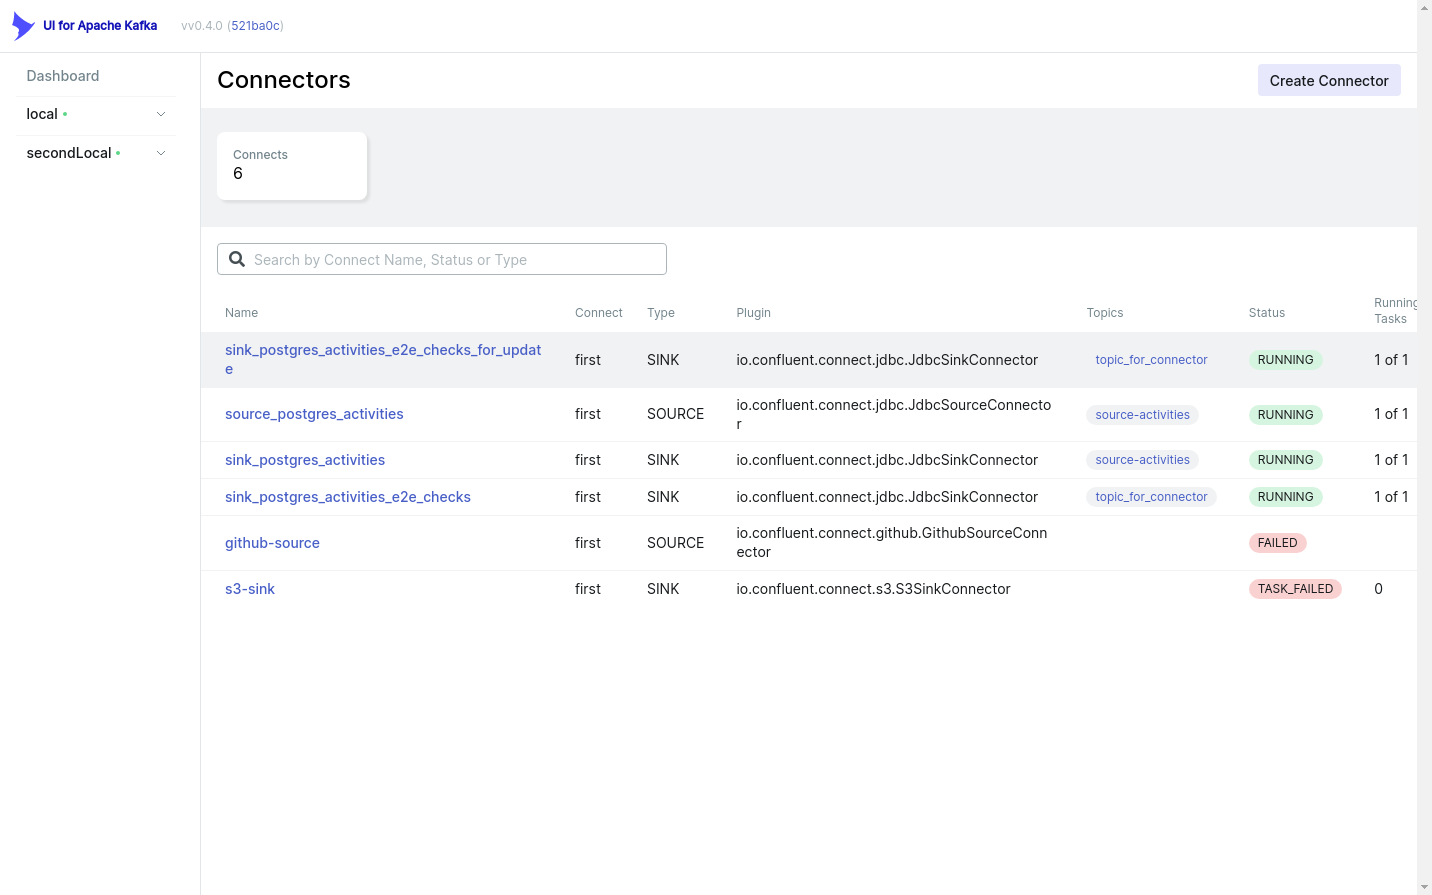 UI for Apache Kafka vv0.4.0 (521ba0c)
Dashboard
local
secondLocal
Connectors
Create Connector
Connects
6
Search by Connect Name, Status or Type
Name Connect Type Plugin Topics Status Running
Tasks
sink_postgres_activities_e2e_checks_for_updat
e first SINK io.confluent.connect.jdbc.JdbcSinkConnector topic_for_connector RUNNING 1 of 1
source_postgres_activities first SOURCE io.confluent.connect.jdbc.JdbcSourceConnecto
r source-activities RUNNING 1 of 1
sink_postgres_activities first SINK io.confluent.connect.jdbc.JdbcSinkConnector source-activities RUNNING 1 of 1
sink_postgres_activities_e2e_checks first SINK io.confluent.connect.jdbc.JdbcSinkConnector topic_for_connector RUNNING 1 of 1
github-source first SOURCE io.confluent.connect.github.GithubSourceConn
ector FAILED
s3-sink first SINK io.confluent.connect.s3.S3SinkConnector TASK_FAILED 0